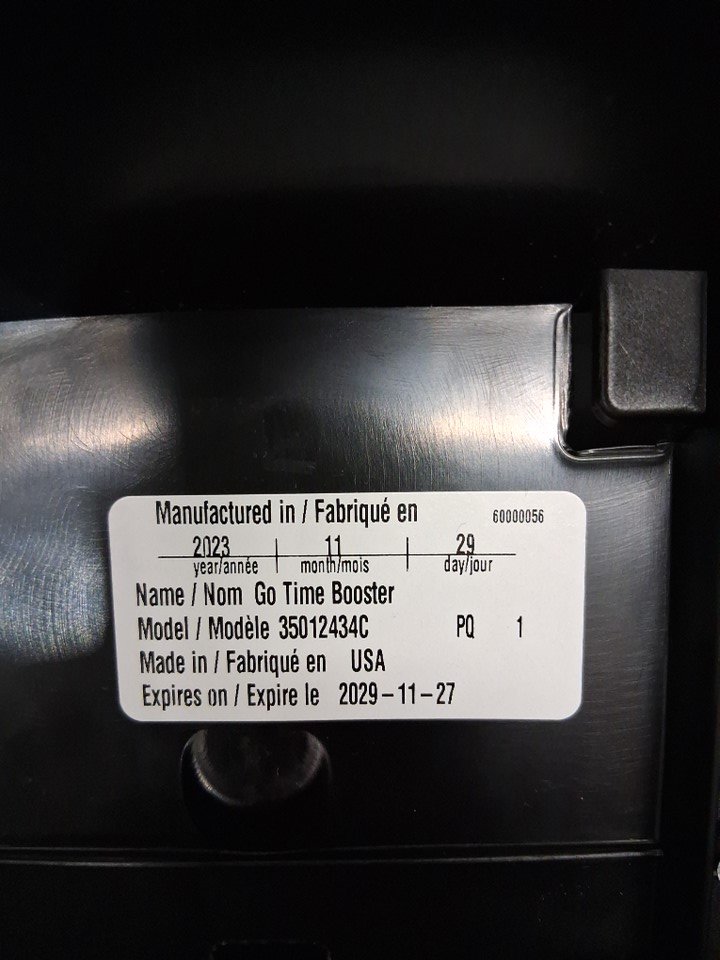 Manufactured in / Fabriqué en 60000056
2023 | 11 | 29
year/année month/mois day/jour
Name / Nom Go Time Booster
Model / Modèle 35012434C PQ 1
Made in / Fabriqué en USA
Expires on / Expire le 2029-11-27